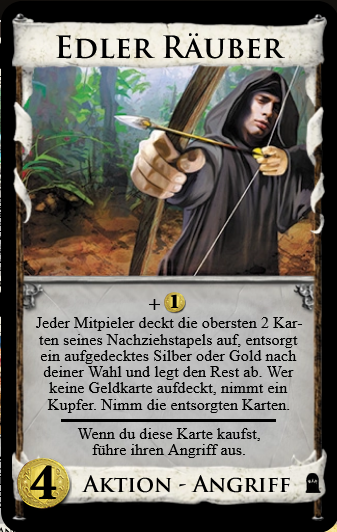 EDLER RÄUBER
+ 1
Jeder Mitpieler deckt die obersten 2 Kar-
ten seines Nachziehstapels auf, entsorgt
ein aufgedecktes Silber oder Gold nach
deiner Wahl und legt den Rest ab. Wer
keine Geldkarte aufdeckt, nimmt ein
Kupfer. Nimm die entsorgten Karten.
Wenn du diese Karte kaufst,
führe ihren Angriff aus.
4 AKTION - ANGRIFF